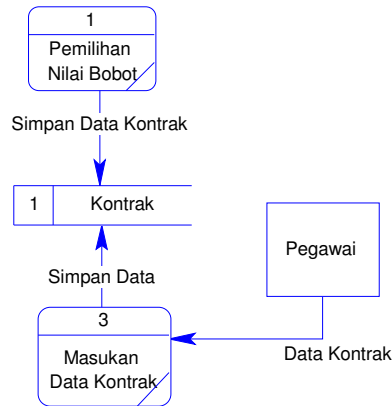 1
Pemilihan
Nilai Bobot
Simpan Data Kontrak
1 Kontrak
Pegawai
Simpan Data
3
Masukan
Data Kontrak
Data Kontrak